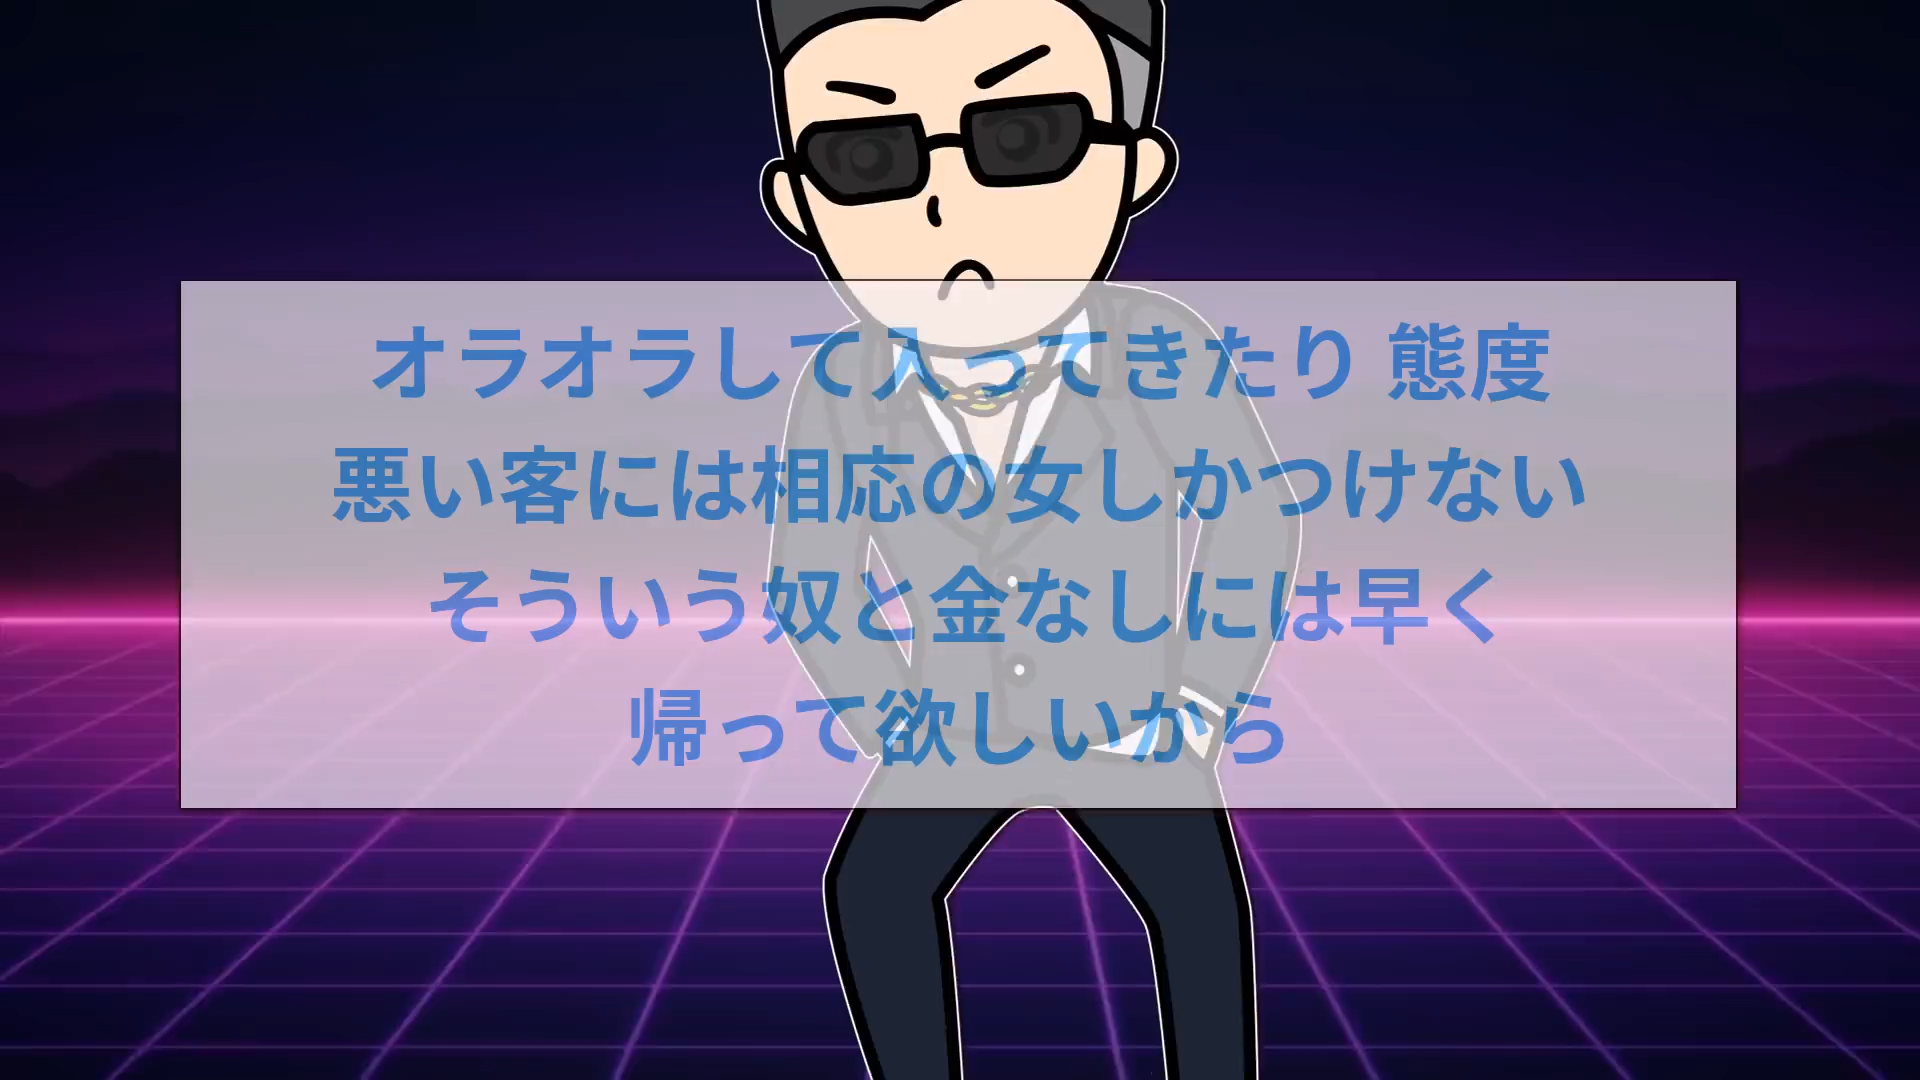 オラオラして入ってきたり 態度
悪い客には相応の女しかつけない
そういう奴と金なしには早く
帰って欲しいから